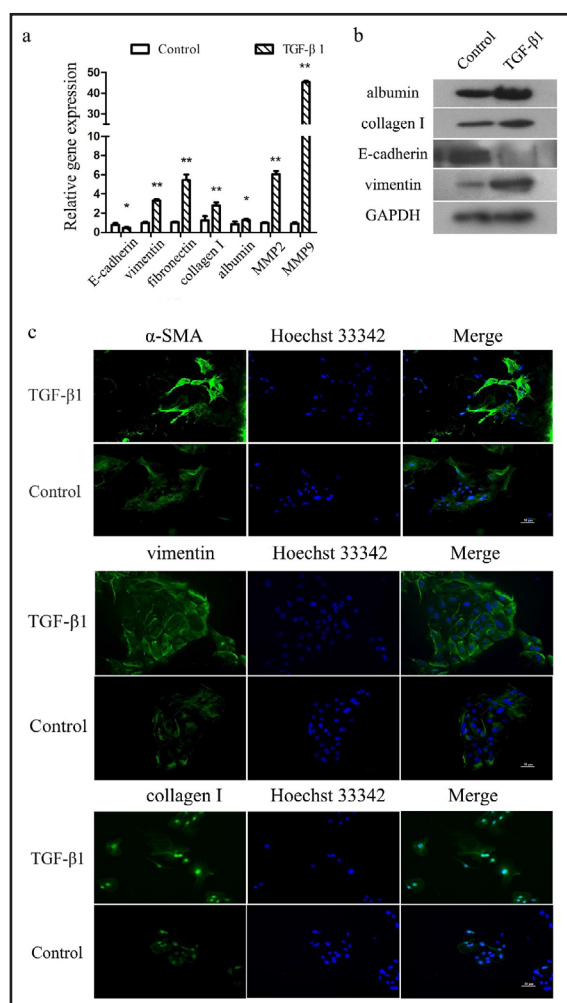 a
Control
TGF-β 1
Relative gene expression
50
40
30
20
10
8
6
4
2
0
*
**
**
**
*
**
**
E-cadherin
vimentin
fibronectin
collagen I
albumin
MMP2
MMP9
b
Control
TGF-β1
albumin
collagen I
E-cadherin
vimentin
GAPDH
c
α-SMA
Hoechst 33342
Merge
TGF-β1
Control
vimentin
Hoechst 33342
Merge
TGF-β1
Control
collagen I
Hoechst 33342
Merge
TGF-β1
Control